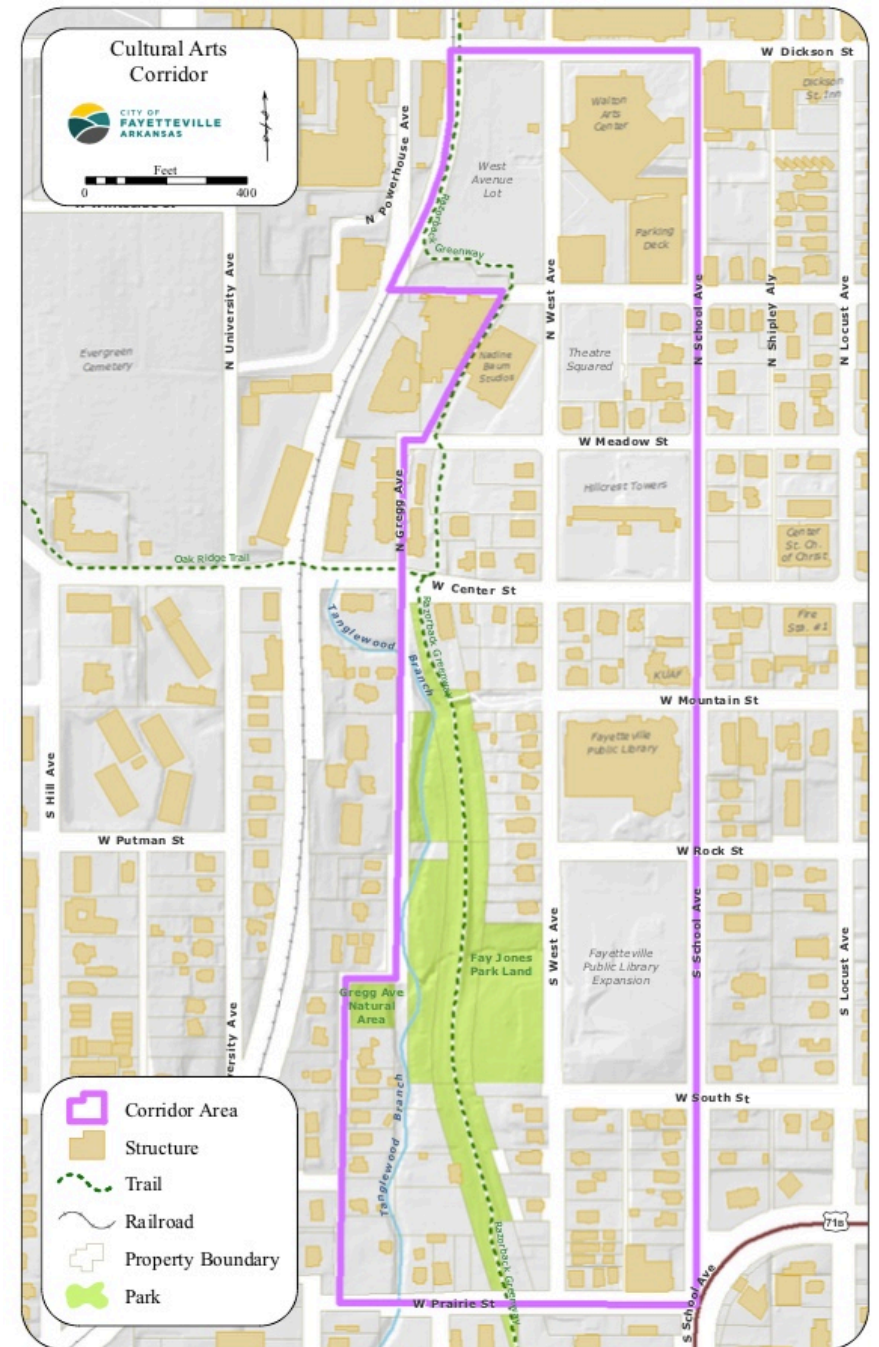 Cultural Arts
Corridor
CITY OF
FAYETTEVILLE
ARKANSAS
Feet
0 400
W Dickson St
Dickson
St. Inn
Walton
Arts
Center
West
Avenue
Lot
N Powerhouse Ave
Razorback
Greenway
Parking
Deck
N University Ave
N West Ave
N School Ave
N Shipley Aly
N Locust Ave
Evergreen
Cemetery
Nadine
Baum
Studios
Theatre
Squared
W Meadow St
N Gregg Ave
Hillcrest Towers
Center
St. Ch.
of Christ
Oak Ridge Trail
W Center St
Tanglewood
Branch
Razorback Greenway
Fire
Sta. #1
KUAF
W Mountain St
Fayetteville
Public Library
S Hill Ave
W Putman St
W Rock St
S West Ave
S School Ave
S Locust Ave
Fay Jones
Park Land
Fayetteville
Public Library
Expansion
Gregg Ave
Natural
Area
versity Ave
Tanglewood Branch
W South St
Corridor Area
Structure
Trail
Railroad
Property Boundary
Park
71B
Razorback Greenway
W Prairie St
S School Ave